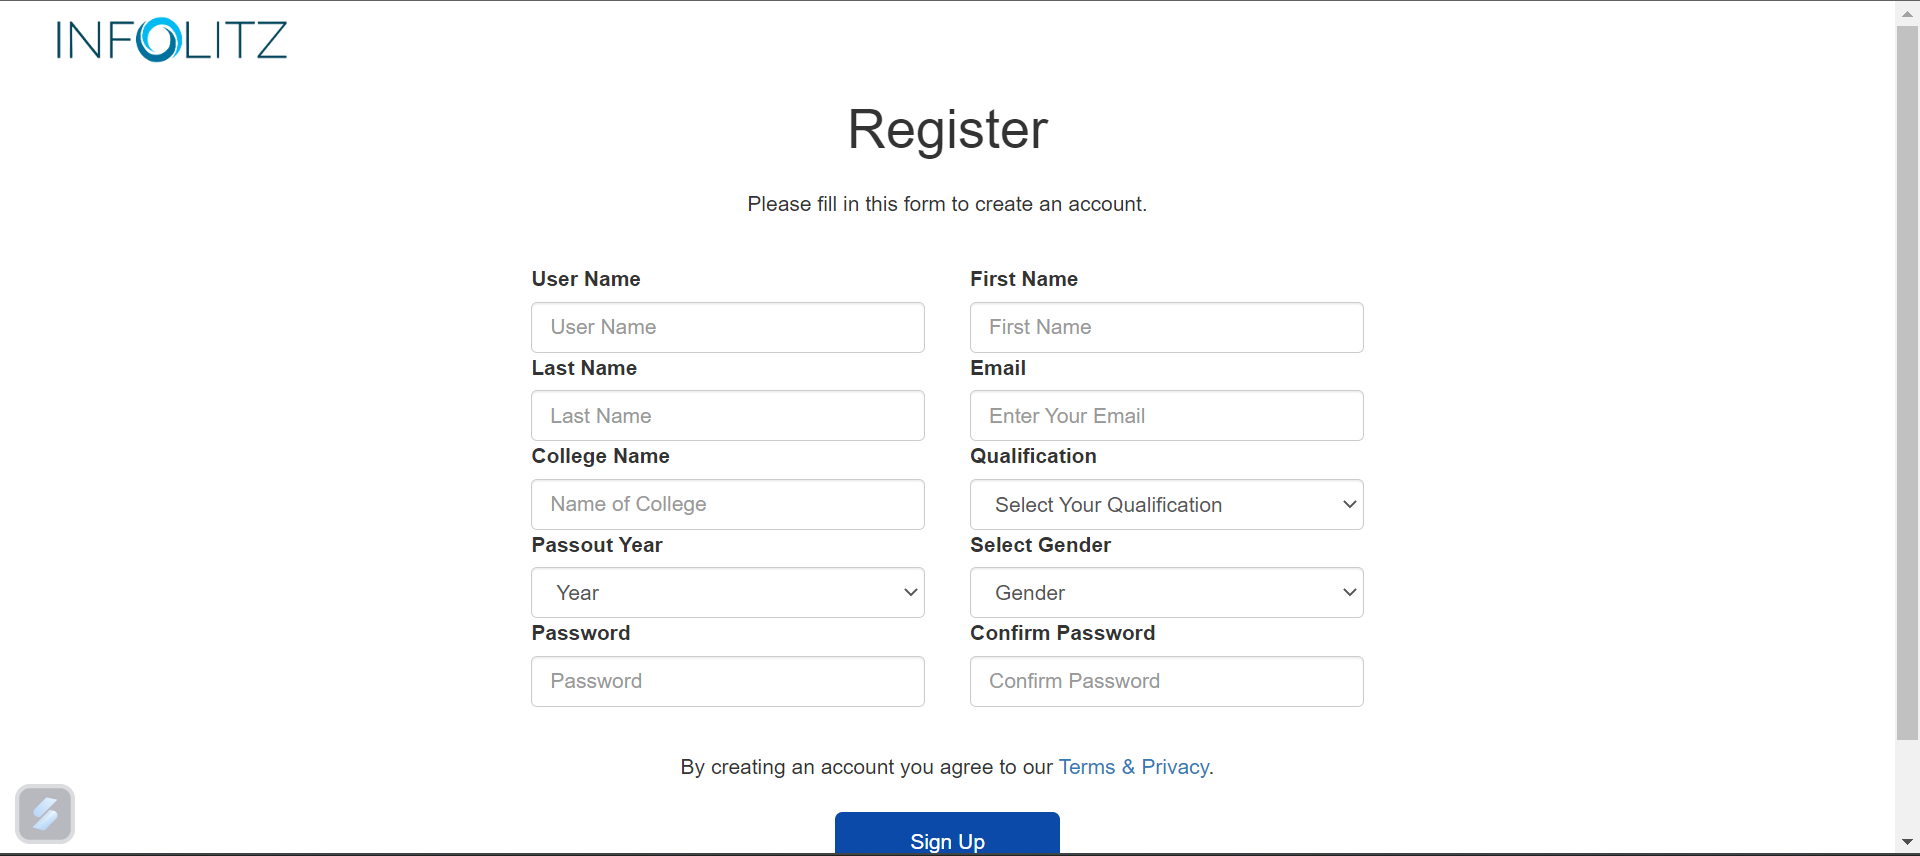 INFOLITZ
Register
Please fill in this form to create an account.
User Name First Name
User Name First Name
Last Name Email
Last Name Enter Your Email
College Name Qualification
Name of College Select Your Qualification
Passout Year Select Gender
Year Gender
Password Confirm Password
Password Confirm Password
By creating an account you agree to our Terms & Privacy.
Sign Up